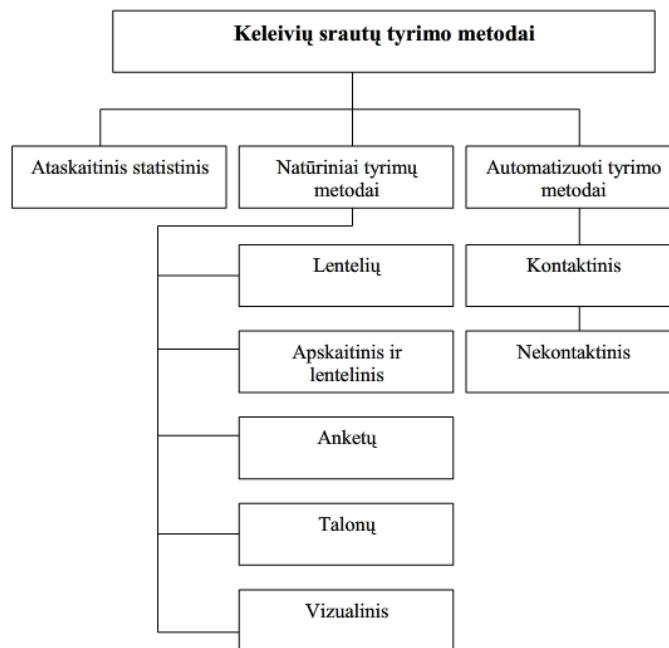 Keleivių srautų tyrimo metodai
Ataskaitinis statistinis
Natūriniai tyrimų
metodai
Automatizuoti tyrimo
metodai
Lentelių
Kontaktinis
Apskaitinis ir
lentelinis
Nekontaktinis
Anketų
Talonų
Vizualinis